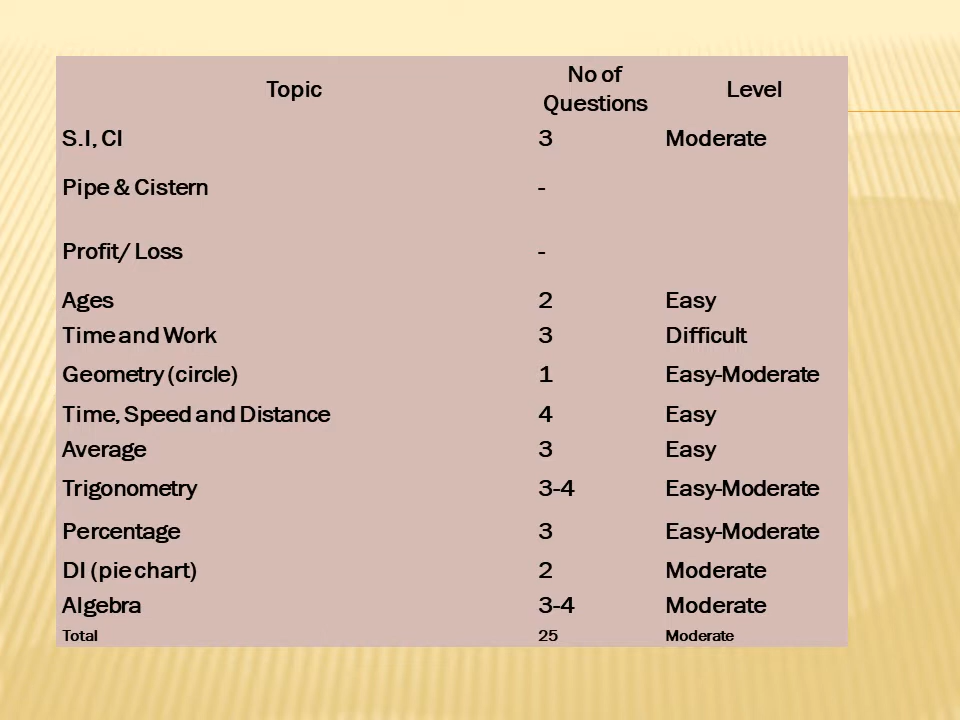 Topic No of Questions Level
S.I, CI 3 Moderate
Pipe & Cistern -
Profit/ Loss -
Ages 2 Easy
Time and Work 3 Difficult
Geometry (circle) 1 Easy-Moderate
Time, Speed and Distance 4 Easy
Average 3 Easy
Trigonometry 3-4 Easy-Moderate
Percentage 3 Easy-Moderate
DI (pie chart) 2 Moderate
Algebra 3-4 Moderate
Total 25 Moderate